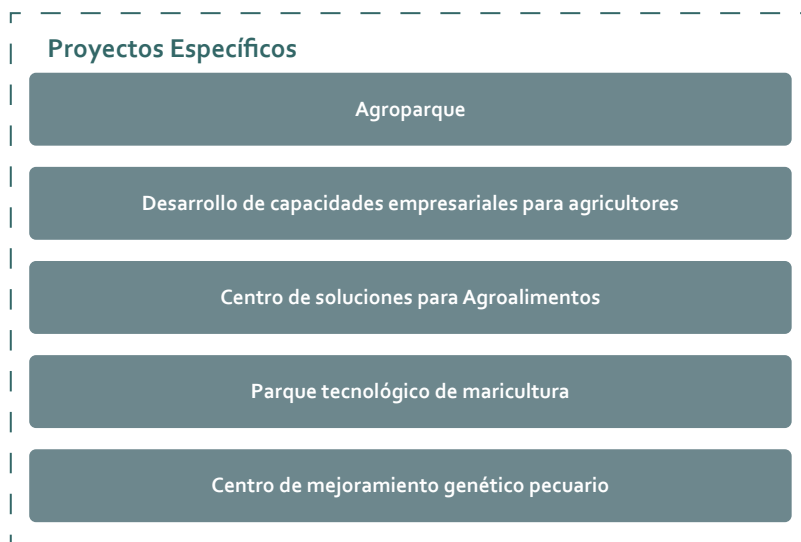 Proyectos Específicos
Agroparque
Desarrollo de capacidades empresariales para agricultores
Centro de soluciones para Agroalimentos
Parque tecnológico de maricultura
Centro de mejoramiento genético pecuario